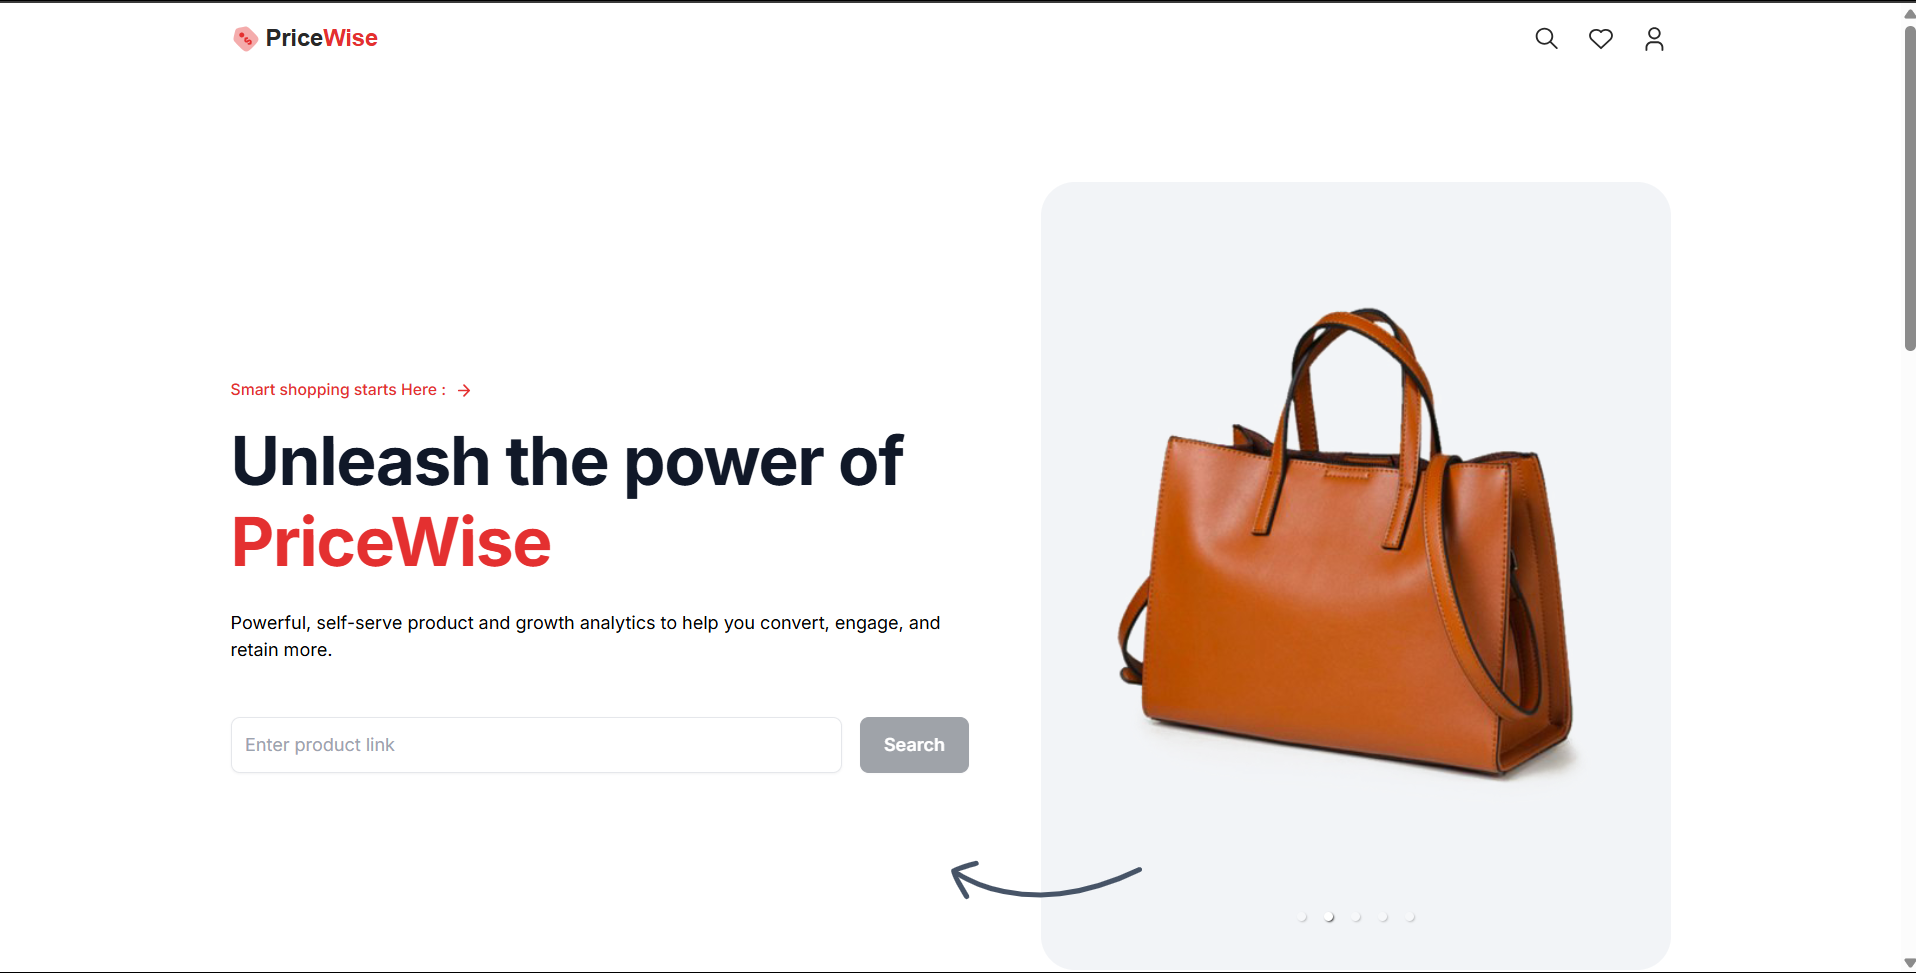 PriceWise
Smart shopping starts Here :
Unleash the power of
PriceWise
Powerful, self-serve product and growth analytics to help you convert, engage, and
retain more.
Enter product link
Search